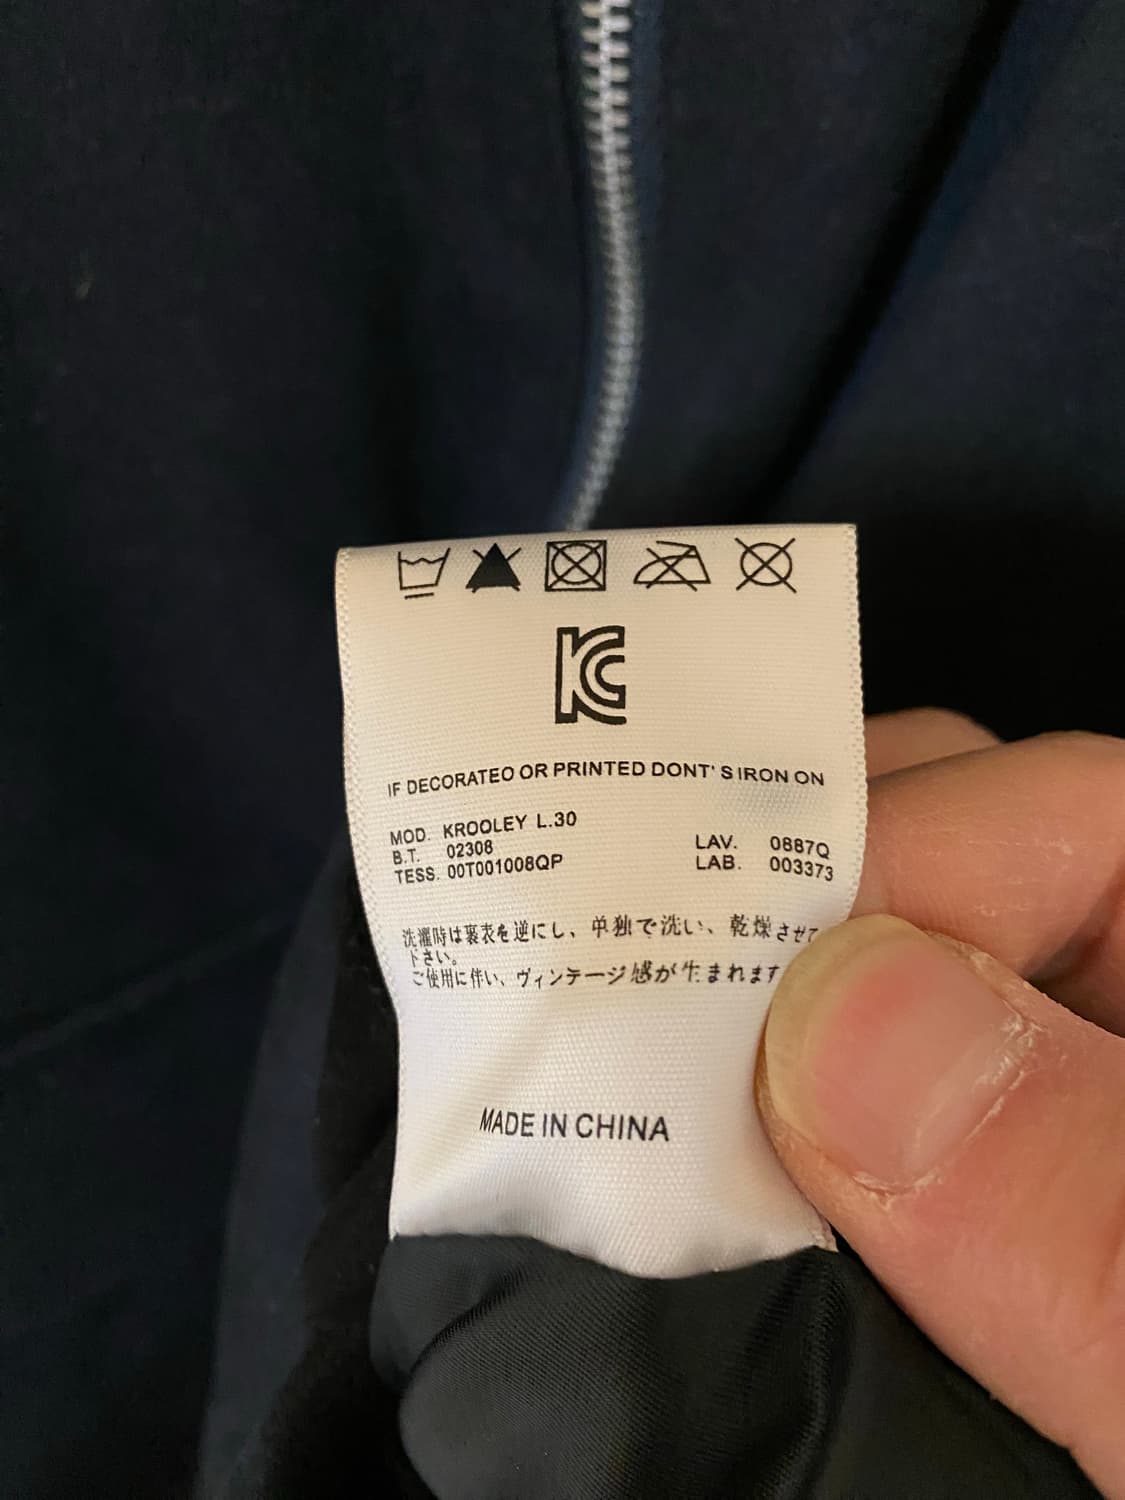 KC
IF DECORATEO OR PRINTED DONT' S IRON ON
MOD. KROOLEY L.30
B.T. 02308 LAV. 0887Q
TESS. 00T001008QP LAB. 003373
洗濯時は裏表を逆にし、单独で洗い、乾燥させて
下さい。
ご使用に伴い、ヴィンテージ感が生まれます
MADE IN CHINA